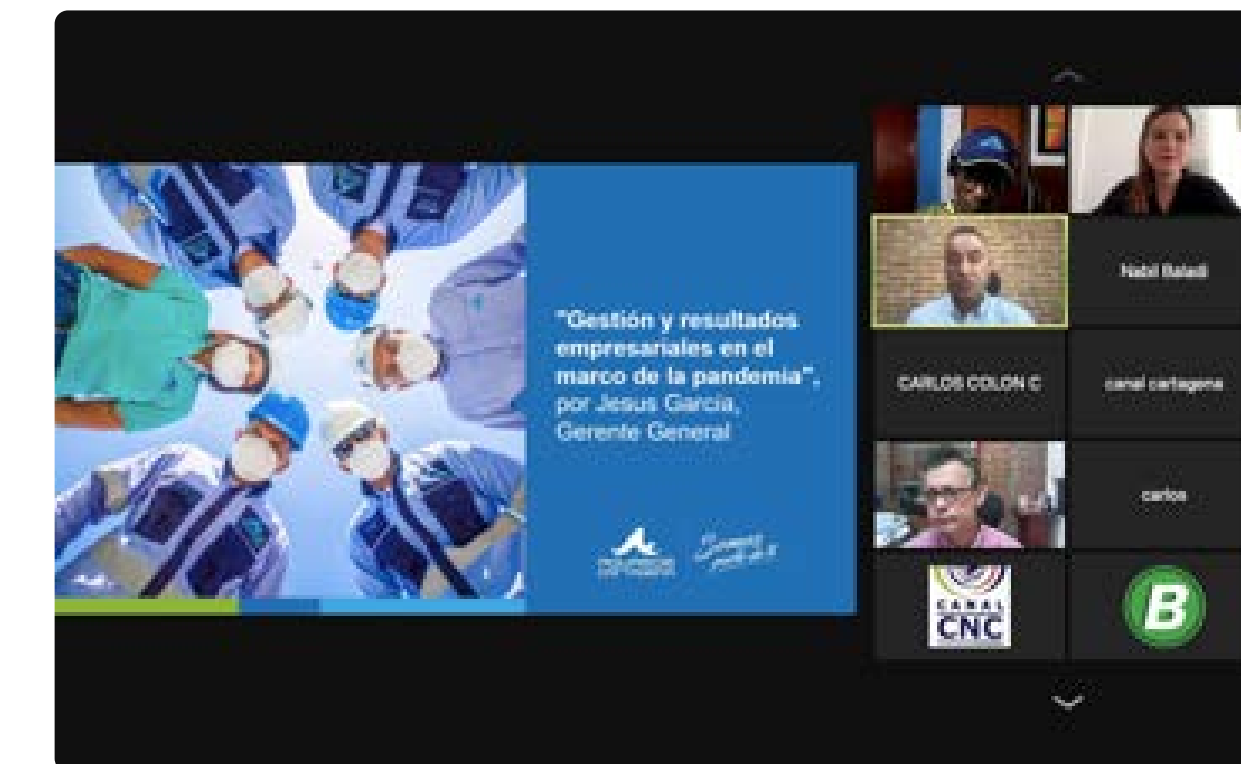 "Gestión y resultados
empresariales en el
marco de la pandemia",
por Jesus García,
Gerente General
Nabil Baladi
CARLOS COLON C
canal cartagena
carlos
CANAL
CNC
B